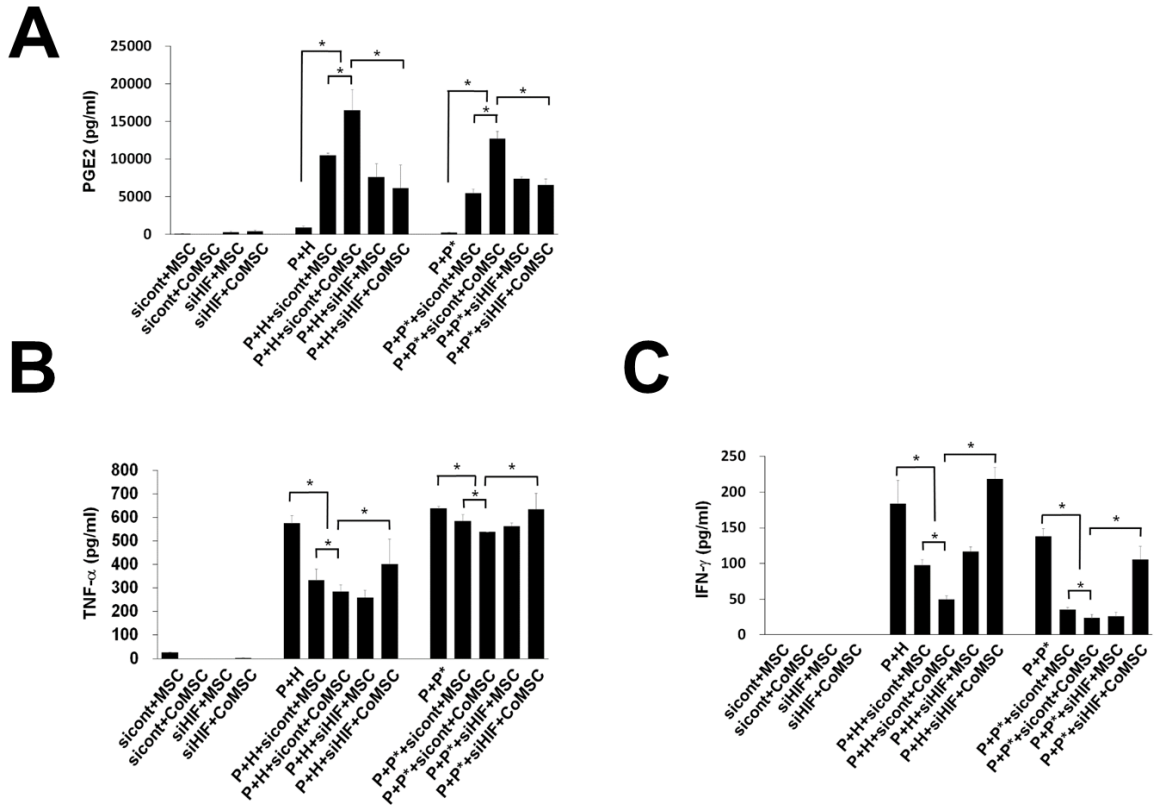 A
25000
20000
15000
10000
5000
0
PGE2 (pg/ml)
* * *
* * *
sicont+MSC
sicont+CoMSC
siHIF+MSC
siHIF+CoMSC
P+H
P+H+sicont+MSC
P+H+sicont+CoMSC
P+H+siHIF+MSC
P+H+siHIF+CoMSC
P+P*
P+P*+sicont+MSC
P+P*+sicont+CoMSC
P+P*+siHIF+MSC
P+P*+siHIF+CoMSC
B
800
700
600
500
400
300
200
100
0
TNF-α (pg/ml)
* * *
* * *
sicont+MSC
sicont+CoMSC
siHIF+MSC
siHIF+CoMSC
P+H
P+H+sicont+MSC
P+H+sicont+CoMSC
P+H+siHIF+MSC
P+H+siHIF+CoMSC
P+P*
P+P*+sicont+MSC
P+P*+sicont+CoMSC
P+P*+siHIF+MSC
P+P*+siHIF+CoMSC
C
250
200
150
100
50
0
IFN-γ (pg/ml)
* * *
* * *
sicont+MSC
sicont+CoMSC
siHIF+MSC
siHIF+CoMSC
P+H
P+H+sicont+MSC
P+H+sicont+CoMSC
P+H+siHIF+MSC
P+H+siHIF+CoMSC
P+P*
P+P*+sicont+MSC
P+P*+sicont+CoMSC
P+P*+siHIF+MSC
P+P*+siHIF+CoMSC